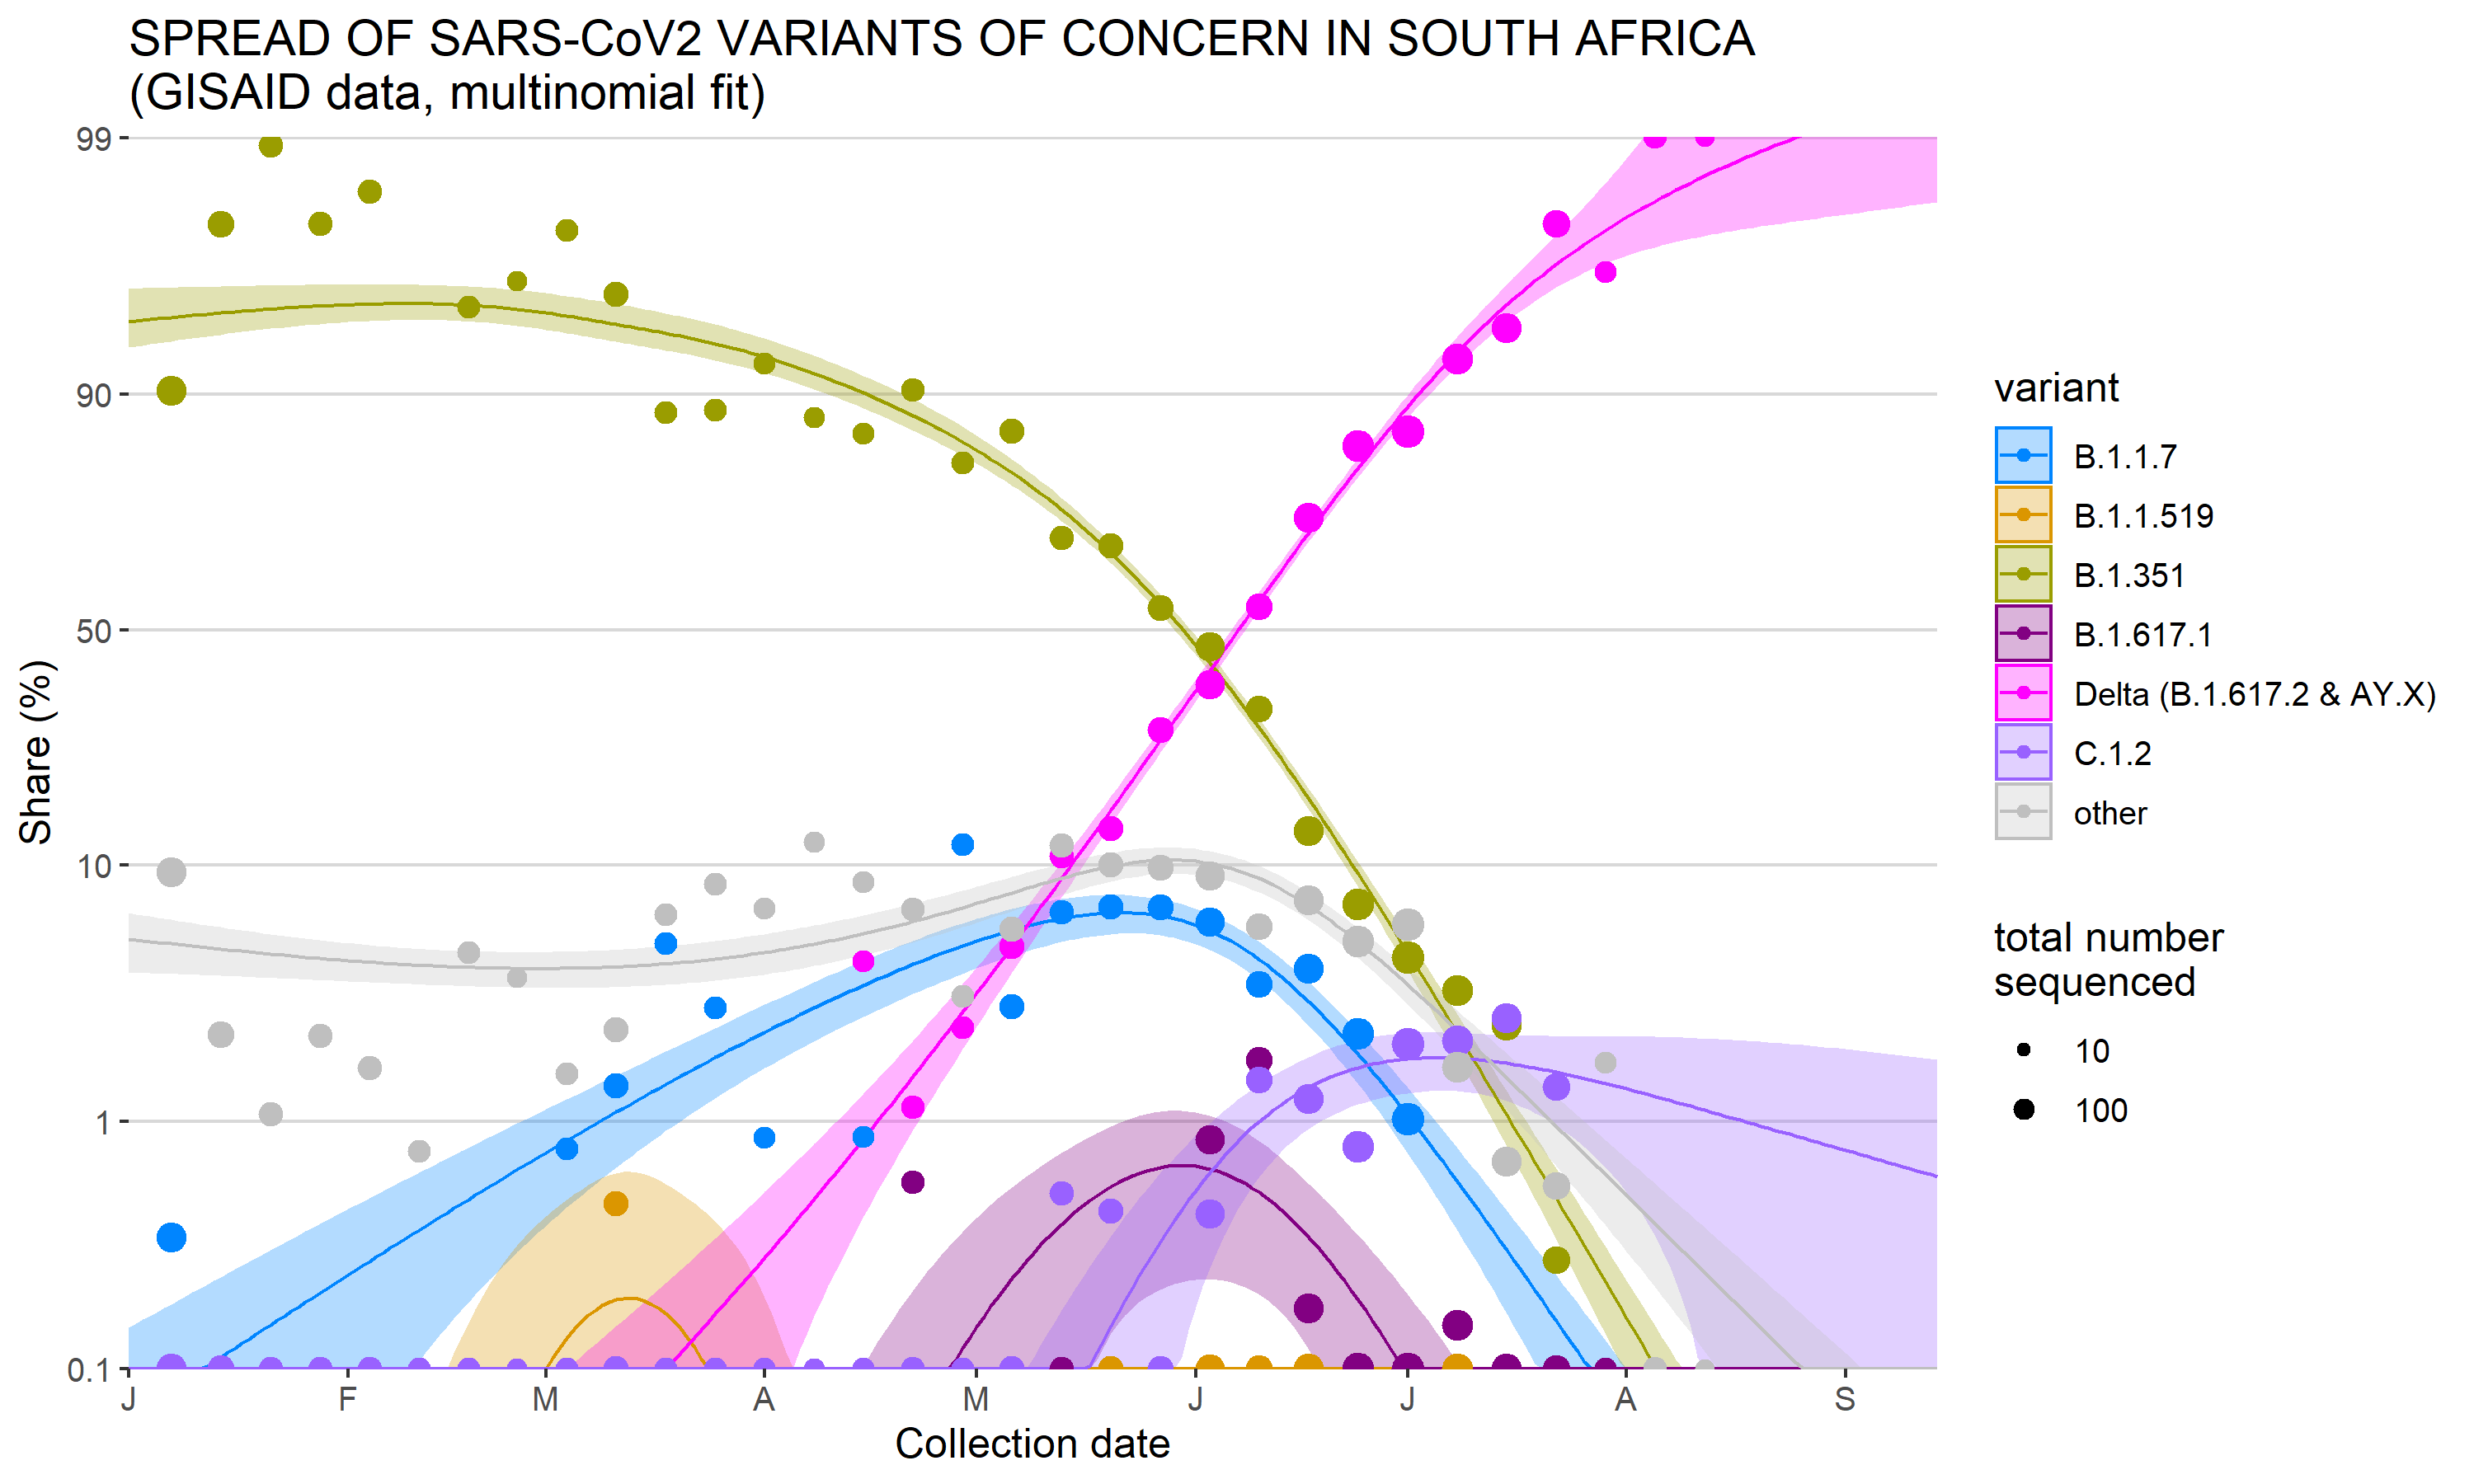 SPREAD OF SARS-CoV2 VARIANTS OF CONCERN IN SOUTH AFRICA
(GISAID data, multinomial fit)
99
90
50
10
1
0.1
Share (%)
J F M A M J J A S
Collection date
variant
B.1.1.7
B.1.1.519
B.1.351
B.1.617.1
Delta (B.1.617.2 & AY.X)
C.1.2
other
total number
sequenced
10
100